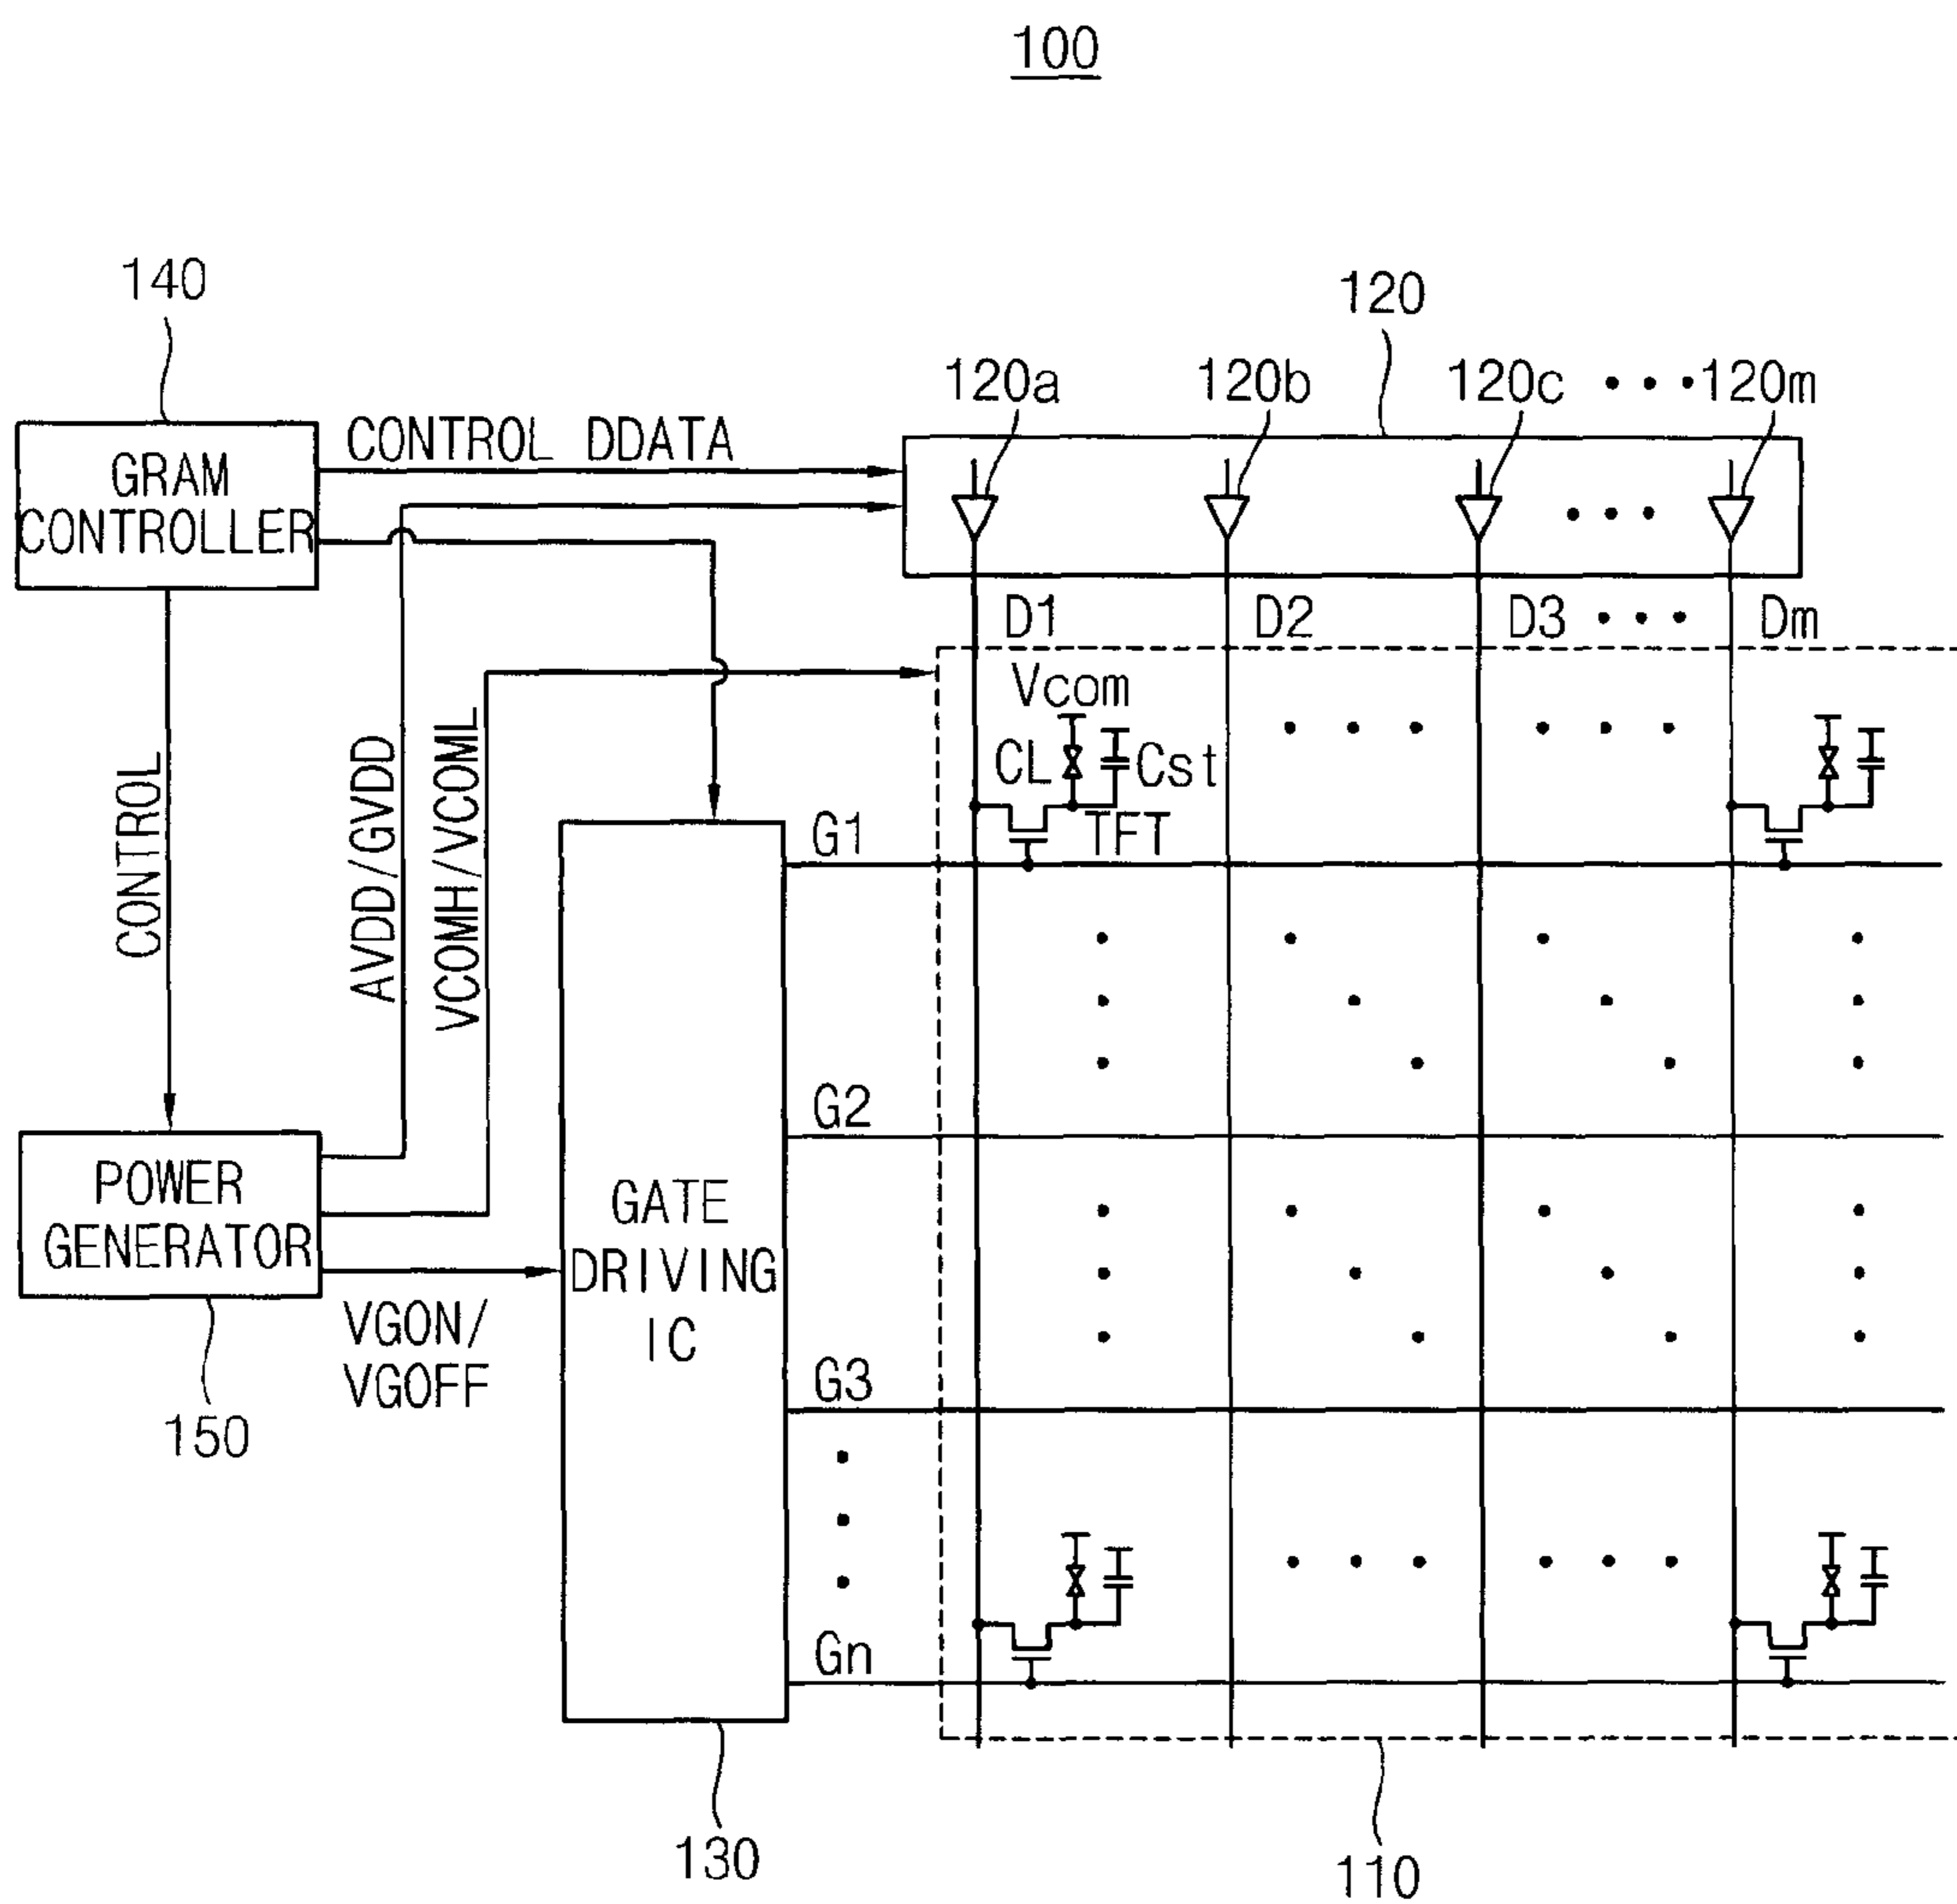 100
140
120
120a
120b
120c
• • •
120m
GRAM
CONTROLLER
CONTROL DDATA
D1
D2
D3
• • •
Dm
Vcom
CL
Cst
TFT
CONTROL
AVDD/GVDD
VCOMH/VCOML
G1
G2
G3
Gn
POWER
GENERATOR
VGON/
VGOFF
150
GATE
DRIVING
IC
130
110